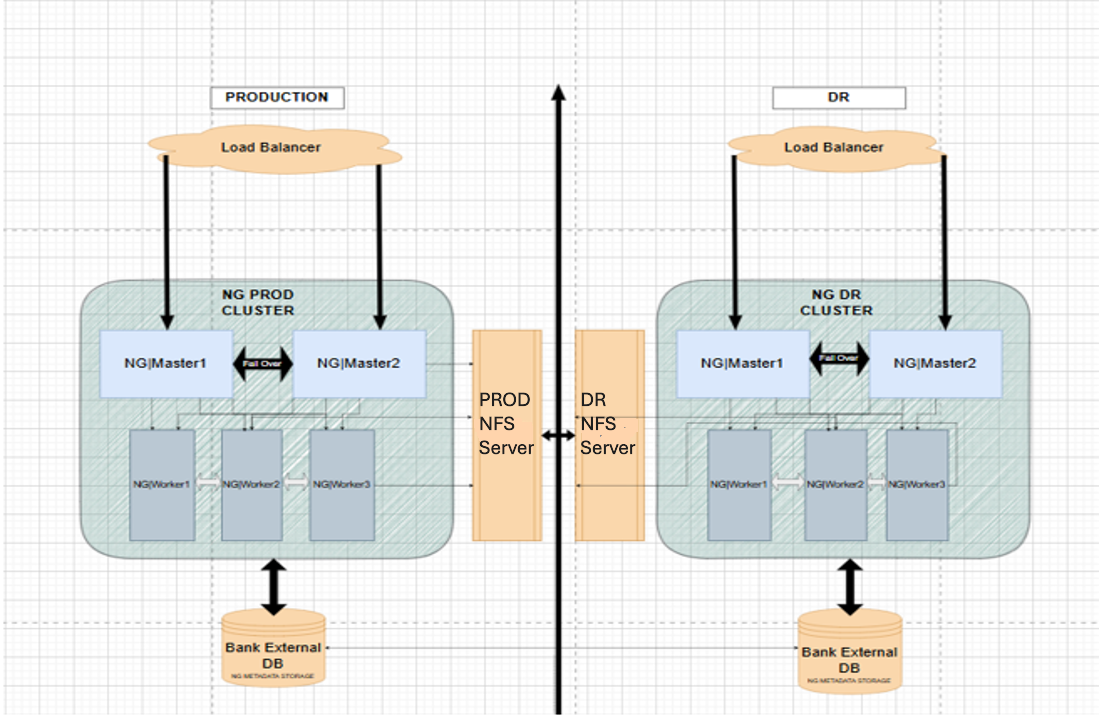 PRODUCTION
DR
Load Balancer
Load Balancer
NG PROD
CLUSTER
NG DR
CLUSTER
NG|Master1
Fail Over
NG|Master2
NG|Master1
Fail Over
NG|Master2
PROD
NFS
Server
DR
NFS
Server
NG|Worker1
NG|Worker2
NG|Worker3
NG|Worker1
NG|Worker2
NG|Worker3
Bank External
DB
NG METADATA STORAGE
Bank External
DB
NG METADATA STORAGE